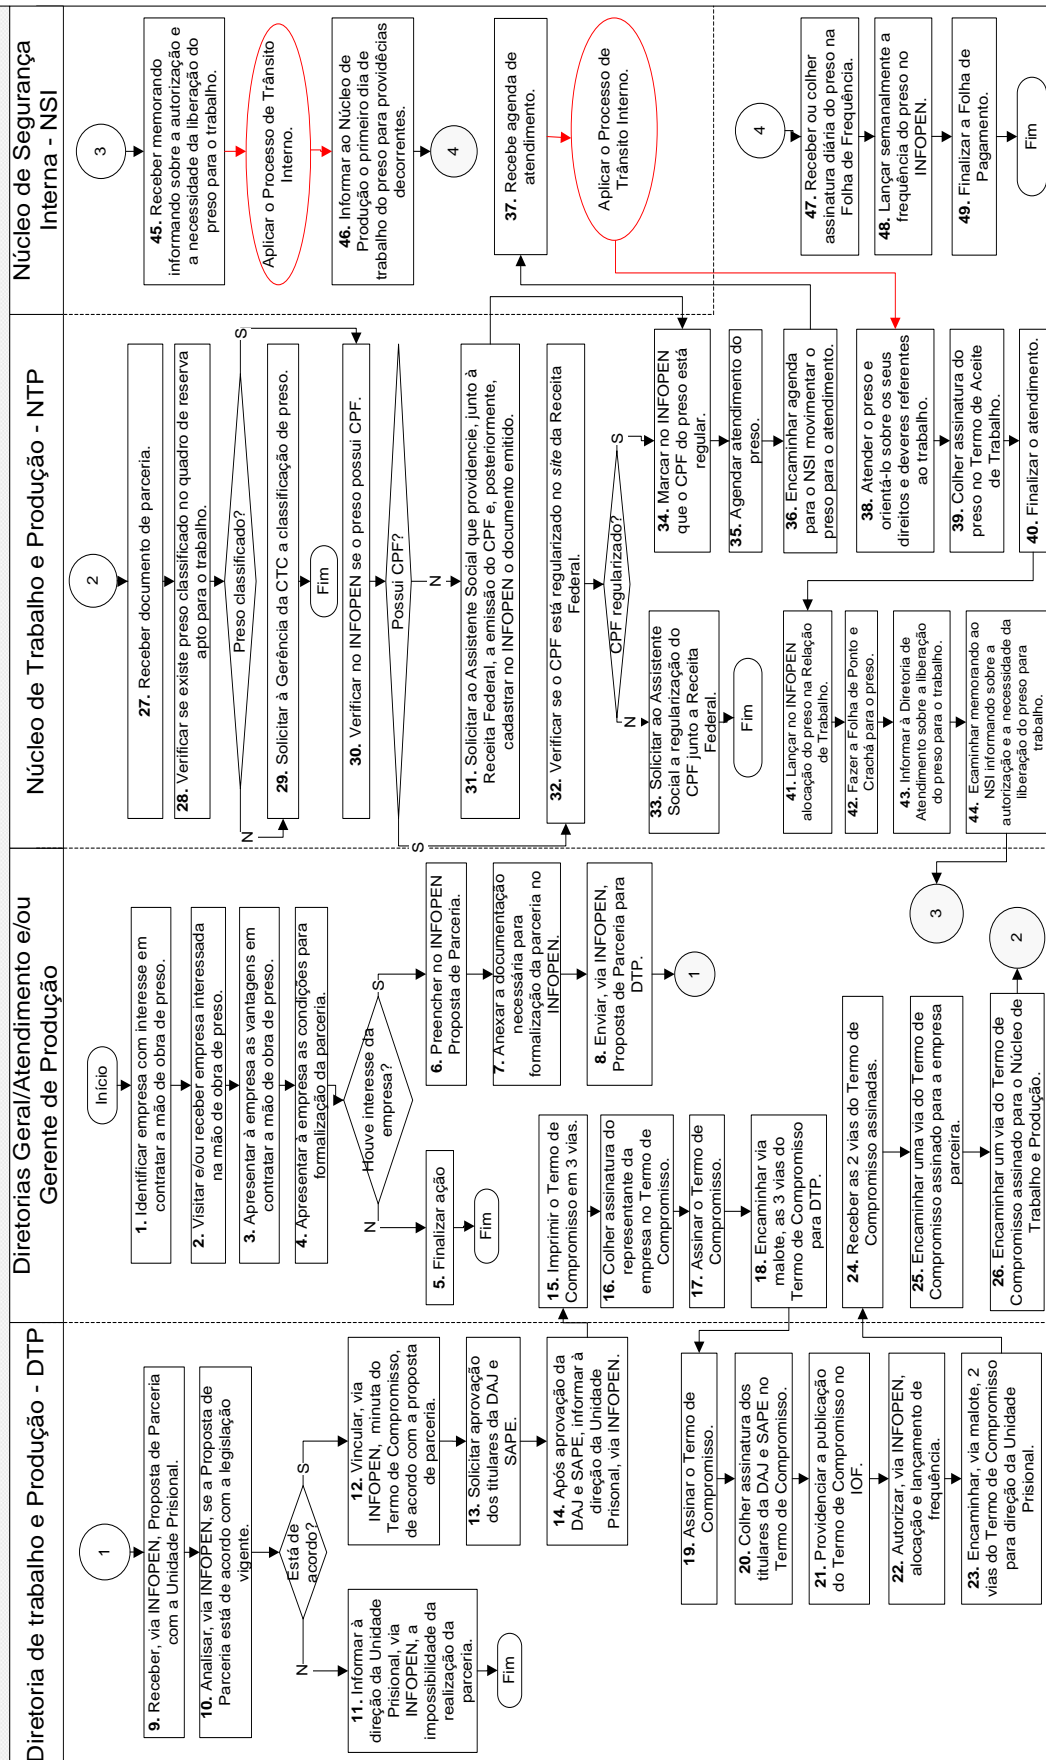 Diretoria de trabalho e Produção - DTP
1
9. Receber, via INFOPEN, Proposta de Parceria
com a Unidade Prisional.
10. Analisar, via INFOPEN, se a Proposta de
Parceria está de acordo com a legislação
vigente.
Está de
acordo?
N
S
11. Informar à
direção da Unidade
Prisional, via
INFOPEN, a
impossibilidade da
realização da
parceria.
Fim
12. Vincular, via
INFOPEN, minuta do
Termo de Compromisso,
de acordo com a proposta
de parceria.
13. Solicitar aprovação
dos titulares da DAJ e
SAPE.
14. Após aprovação da
DAJ e SAPE, informar à
direção da Unidade
Prisonal, via INFOPEN.
19. Assinar o Termo de
Compromisso.
20. Colher assinatura dos
titulares da DAJ e SAPE no
Termo de Compromisso.
21. Providenciar a publicação
do Termo de Compromisso no
IOF.
22. Autorizar, via INFOPEN,
alocação e lançamento de
frequência.
23. Encaminhar, via malote, 2
vias do Termo de Compromisso
para direção da Unidade
Prisional.
Diretorias Geral/Atendimento e/ou
Gerente de Produção
Início
1. Identificar empresa com interesse em
contratar a mão de obra de preso.
2. Visitar e/ou receber empresa interessada
na mão de obra de preso.
3. Apresentar à empresa as vantagens em
contratar a mão de obra de preso.
4. Apresentar à empresa as condições para
formalização da parceria.
Houve interesse da
empresa?
N
S
5. Finalizar ação
Fim
6. Preencher no INFOPEN
Proposta de Parceria.
7. Anexar a documentação
necessária para
formalização da parceria no
INFOPEN.
8. Enviar, via INFOPEN,
Proposta de Parceria para
DTP.
1
15. Imprimir o Termo de
Compromisso em 3 vias.
16. Colher assinatura do
representante da
empresa no Termo de
Compromisso.
17. Assinar o Termo de
Compromisso.
18. Encaminhar via
malote, as 3 vias do
Termo de Compromisso
para DTP.
24. Receber as 2 vias do Termo de
Compromisso assinadas.
25. Encaminhar uma via do Termo de
Compromisso assinado para a empresa
parceira.
26. Encaminhar um via do Termo de
Compromisso assinado para o Núcleo de
Trabalho e Produção.
3
2
Núcleo de Trabalho e Produção - NTP
2
27. Receber documento de parceria.
28. Verificar se existe preso classificado no quadro de reserva
apto para o trabalho.
Preso classificado?
N
S
29. Solicitar à Gerência da CTC a classificação de preso.
Fim
30. Verificar no INFOPEN se o preso possui CPF.
Possui CPF?
S
N
31. Solicitar ao Assistente Social que providencie, junto à
Receita Federal, a emissão do CPF e, posteriormente,
cadastrar no INFOPEN o documento emitido.
32. Verificar se o CPF está regularizado no site da Receita
Federal.
CPF regularizado?
N
S
33. Solicitar ao Assistente
Social a regularização do
CPF junto a Receita
Federal.
Fim
34. Marcar no INFOPEN
que o CPF do preso está
regular.
35. Agendar atendimento do
preso.
36. Encaminhar agenda
para o NSI movimentar o
preso para o atendimento.
38. Atender o preso e
orientá-lo sobre os seus
direitos e deveres referentes
ao trabalho.
39. Colher assinatura do
preso no Termo de Aceite
de Trabalho.
40. Finalizar o atendimento.
41. Lançar no INFOPEN
alocação do preso na Relação
de Trabalho.
42. Fazer a Folha de Ponto e
Crachá para o preso.
43. Informar à Diretoria de
Atendimento sobre a liberação
do preso para o trabalho.
44. Ecaminhar memorando ao
NSI informando sobre a
autorização e a necessidade da
liberação do preso para
trabalho.
Núcleo de Segurança
Interna - NSI
3
45. Receber memorando
informando sobre a autorização e
a necessidade da liberação do
preso para o trabalho.
Aplicar o Processo de Trânsito
Interno.
46. Informar ao Núcleo de
Produção o primeiro dia de
trabalho do preso para providêcias
decorrentes.
4
37. Recebe agenda de
atendimento.
Aplicar o Processo de
Trânsito Interno.
4
47. Receber ou colher
assinatura diária do preso na
Folha de Frequência.
48. Lançar semanalmente a
frequência do preso no
INFOPEN.
49. Finalizar a Folha de
Pagamento.
Fim